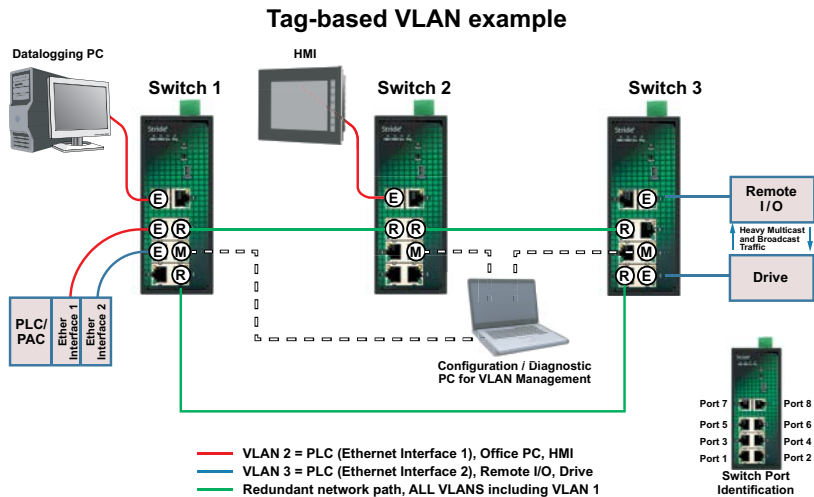 Tag-based VLAN example
Datalogging PC
HMI
Switch 1
Switch 2
Switch 3
Stride
Stride
Stride
E
E
E
Remote
I/O
E
R
R
R
R
Heavy Multicast
and Broadcast
Traffic
E
M
M
M
R
R
E
Drive
PLC/
PAC
Ether
Interface 1
Ether
Interface 2
Configuration / Diagnostic
PC for VLAN Management
Stride
Port 7
Port 8
Port 5
Port 6
Port 3
Port 4
Port 1
Port 2
Switch Port
Identification
VLAN 2 = PLC (Ethernet Interface 1), Office PC, HMI
VLAN 3 = PLC (Ethernet Interface 2), Remote I/O, Drive
Redundant network path, ALL VLANS including VLAN 1